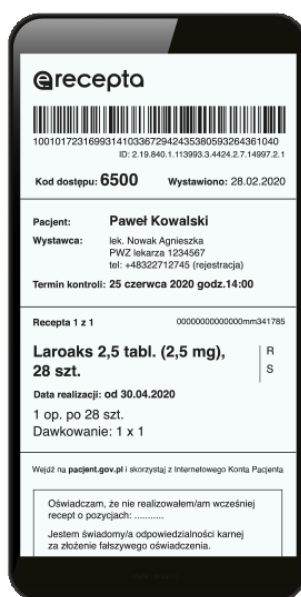 erecepta
10010172316993141033672942435380593264361040
ID: 2.19.840.1.113993.3.4424.2.7.14997.2.1
Kod dostępu: 6500 Wystawiono: 28.02.2020
Pacjent: Paweł Kowalski
Wystawca: lek. Nowak Agnieszka
PWZ lekarza 1234567
tel: +48322712745 (rejestracja)
Termin kontroli: 25 czerwca 2020 godz.14:00
Recepta 1 z 1 00000000000000mm341785
Laroaks 2,5 tabl. (2,5 mg), R
28 szt. S
Data realizacji: od 30.04.2020
1 op. po 28 szt.
Dawkowanie: 1 x 1
Wejdź na pacjent.gov.pl i skorzystaj z Internetowego Konta Pacjenta
Oświadczam, że nie realizowałem/am wcześniej
recept o pozycjach: ...........
Jestem świadomy/a odpowiedzialności karnej
za złożenie fałszywego oświadczenia.